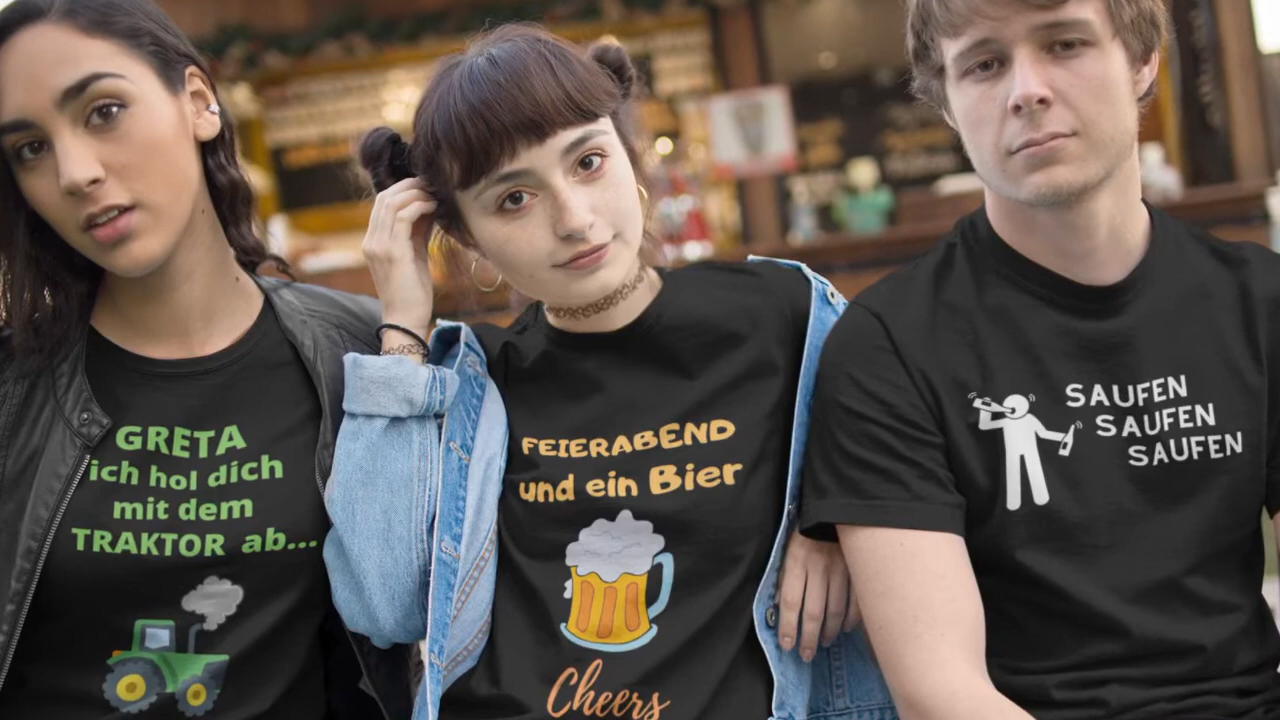 GRETA
ich hol dich
mit dem
TRAKTOR ab...
FEIERABEND
und ein Bier
Cheers
SAUFEN
SAUFEN
SAUFEN